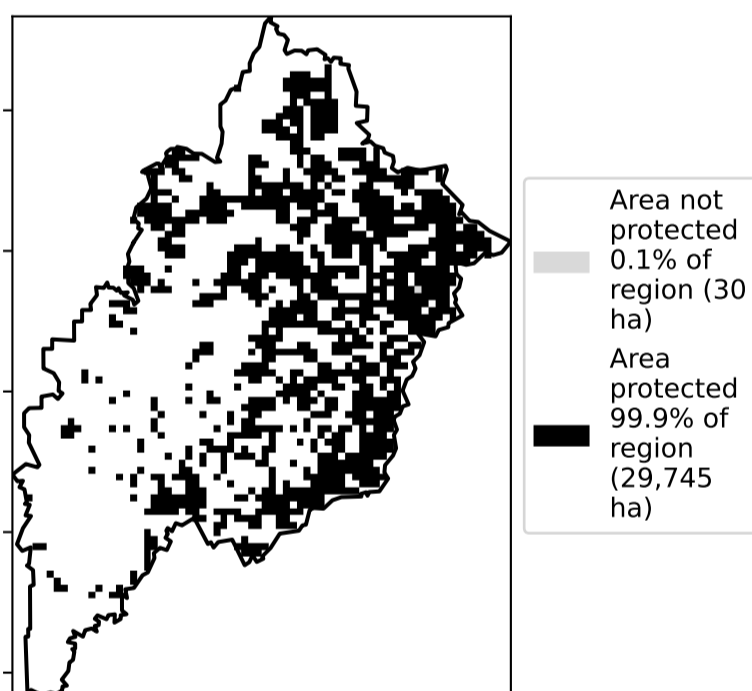 Area not
protected
0.1% of
region (30
ha)
Area
protected
99.9% of
region
(29,745
ha)